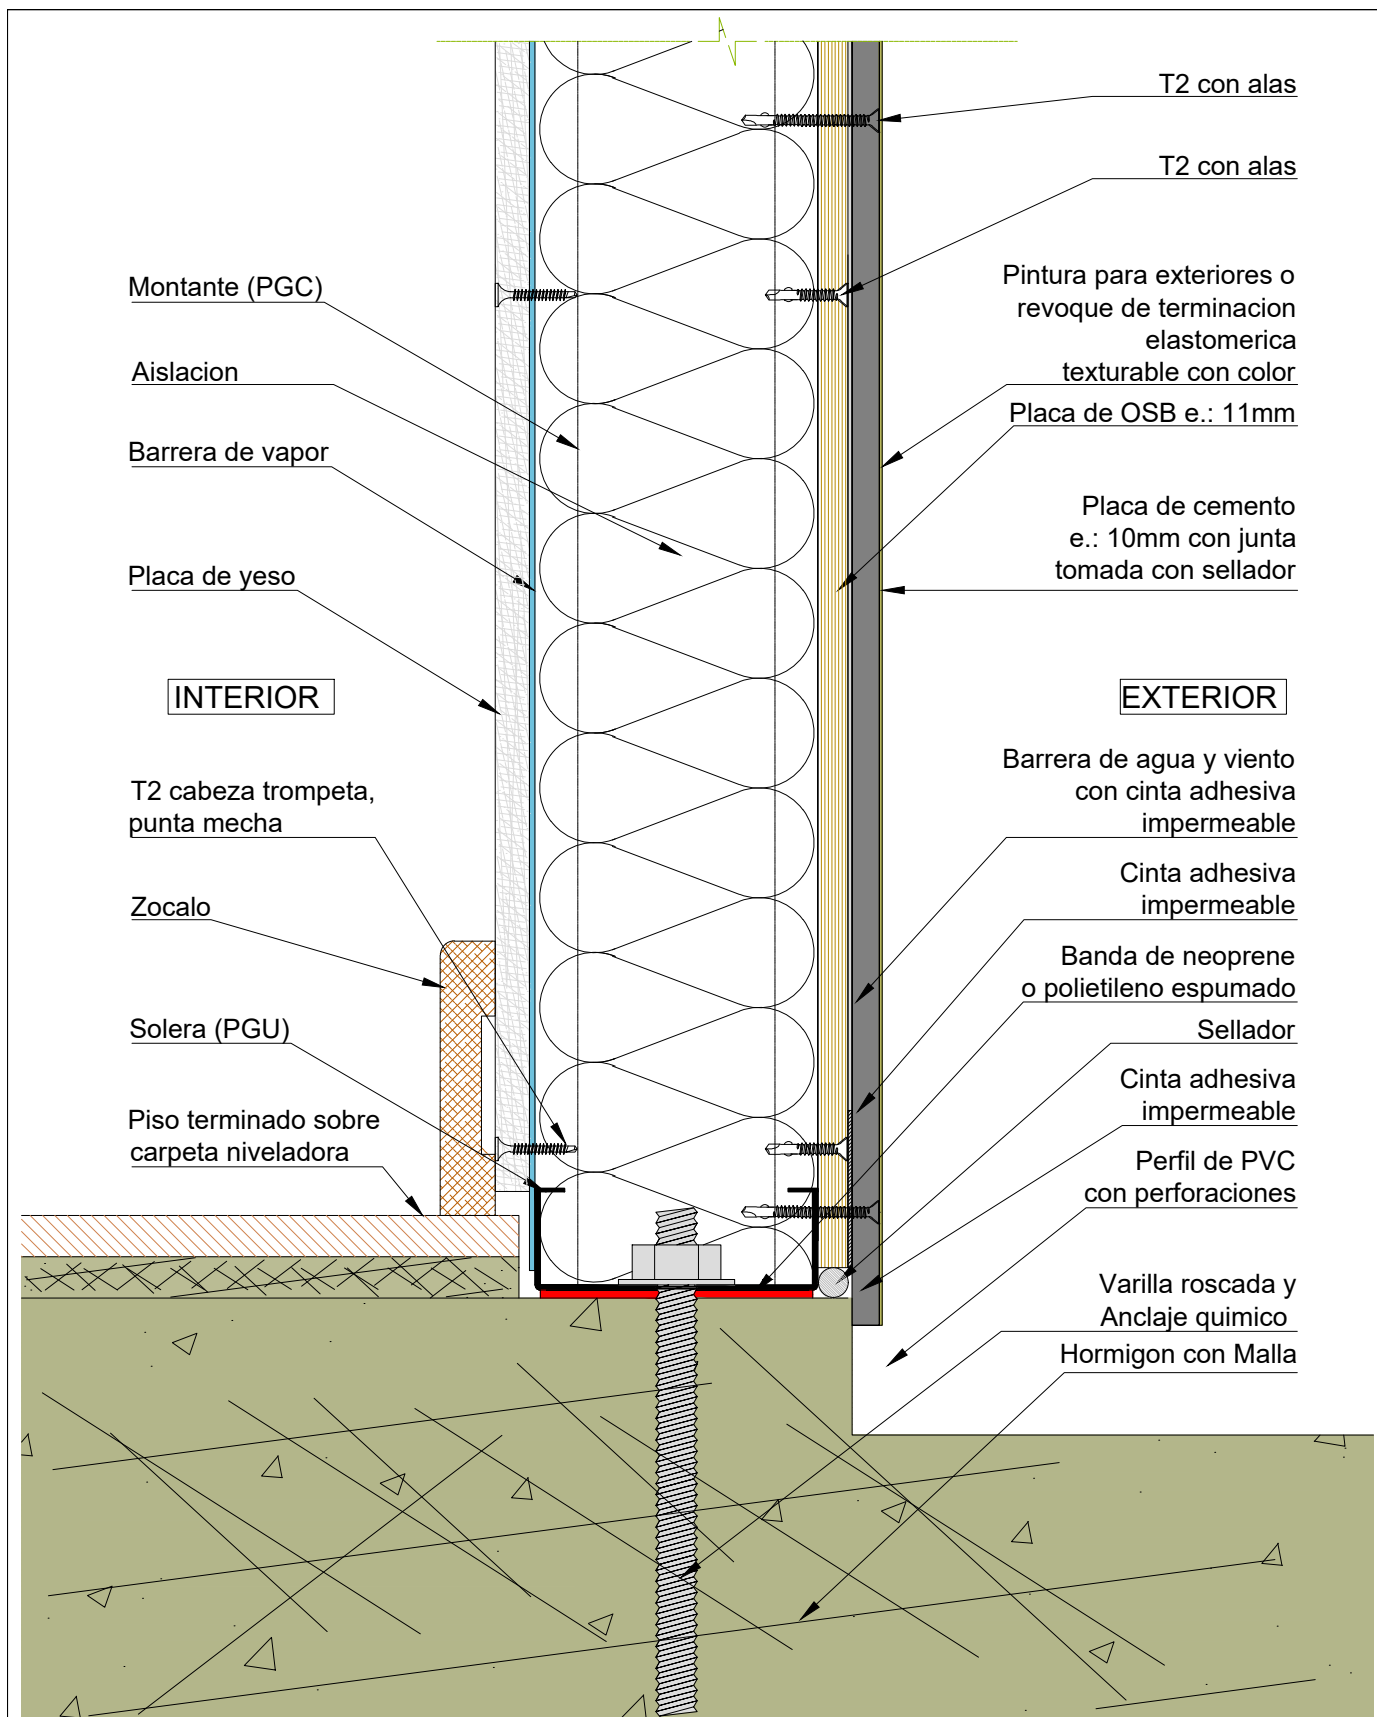 Montante (PGC)
Aislacion
Barrera de vapor
Placa de yeso
INTERIOR
T2 cabeza trompeta,
punta mecha
Zocalo
Solera (PGU)
Piso terminado sobre
carpeta niveladora
T2 con alas
T2 con alas
Pintura para exteriores o
revoque de terminacion
elastomerica
texturable con color
Placa de OSB e.: 11mm
Placa de cemento
e.: 10mm con junta
tomada con sellador
EXTERIOR
Barrera de agua y viento
con cinta adhesiva
impermeable
Cinta adhesiva
impermeable
Banda de neoprene
o polietileno espumado
Sellador
Cinta adhesiva
impermeable
Perfil de PVC
con perforaciones
Varilla roscada y
Anclaje quimico
Hormigon con Malla